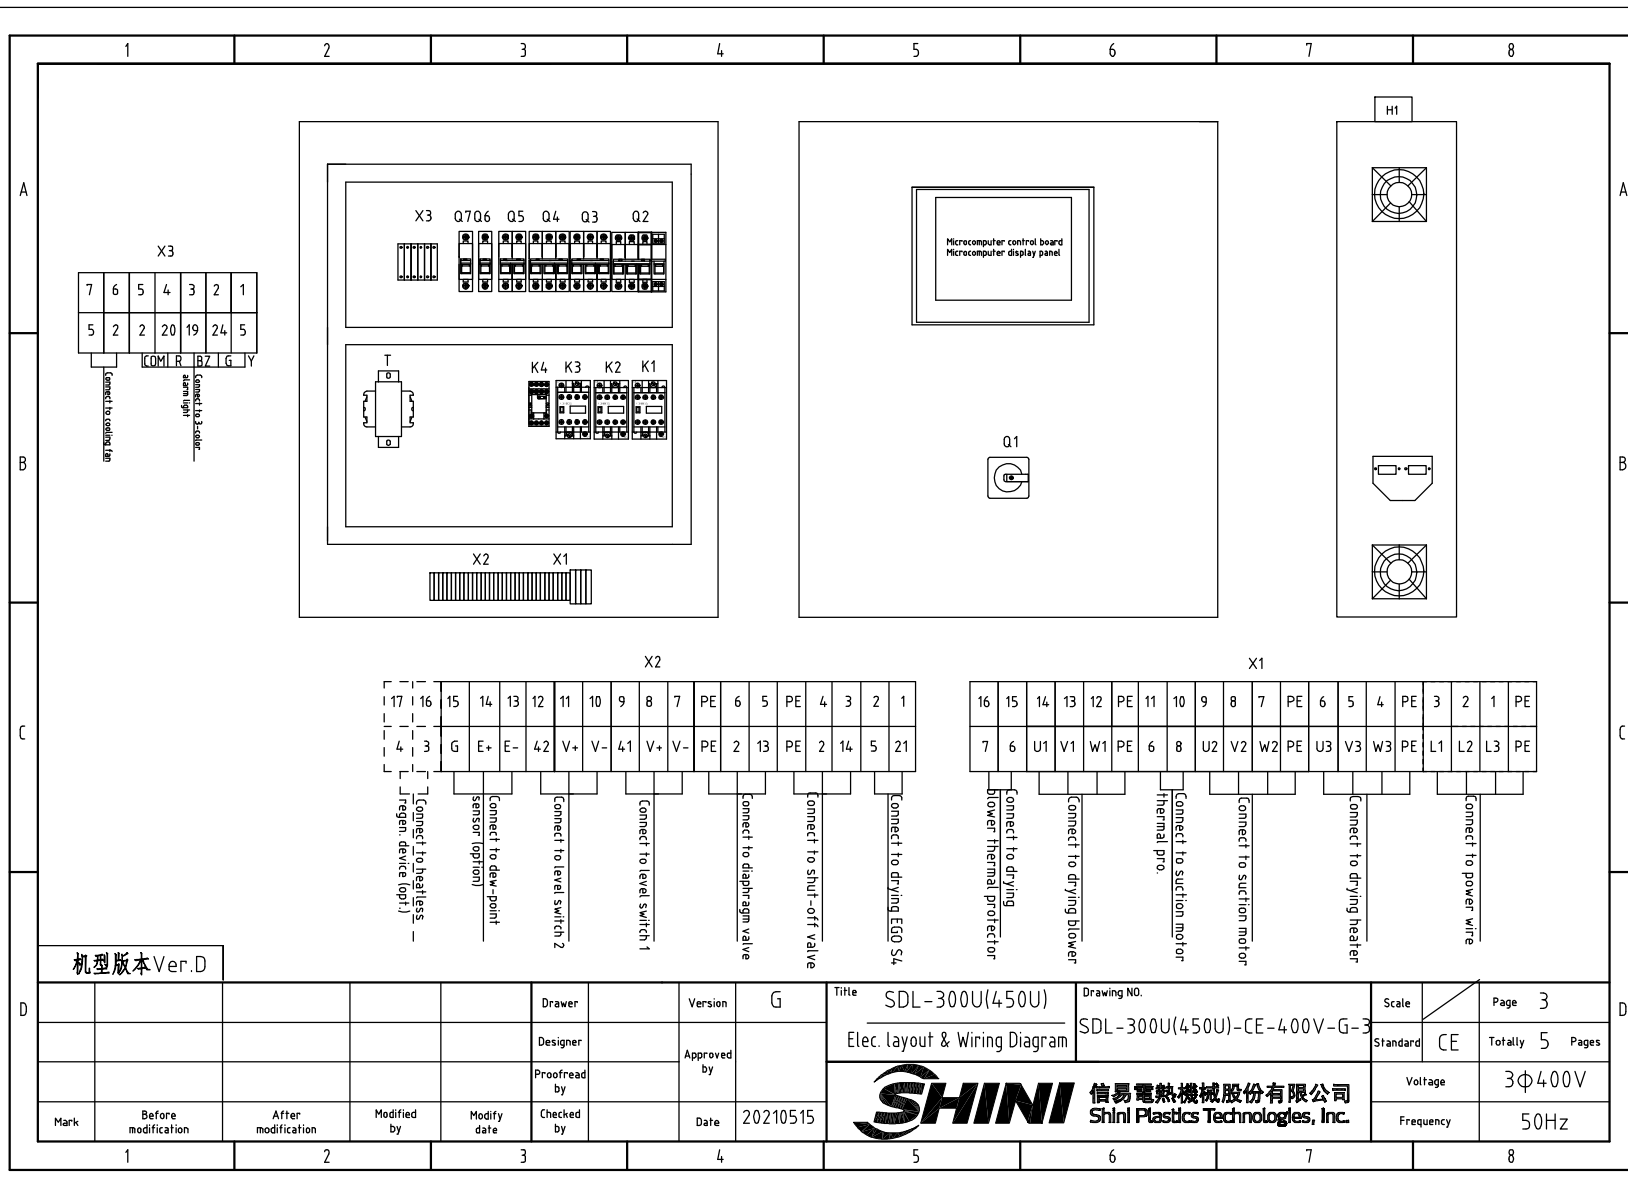 1 2 3 4 5 6 7 8
H1
A A
X3 Q7 Q6 Q5 Q4 Q3 Q2
Microcomputer control board
Microcomputer display panel
X3
7 6 5 4 3 2 1
5 2 2 20 19 24 5
COM R BZ G Y
Connect to cooling fan
Connect to 3-color
alarm light
T K4 K3 K2 K1
Q1
B B
X2 X1
X2
17 16 15 14 13 12 11 10 9 8 7 PE 6 5 PE 4 3 2 1
4 3 G E+ E- 42 V+ V- 41 V+ V- PE 2 13 PE 2 14 5 21
Connect to heatless
regen. device (opt.)
Connect to dew-point
sensor (option)
Connect to level switch 2
Connect to level switch 1
Connect to diaphragm valve
Connect to shut-off valve
Connect to drying EGO S4
X1
16 15 14 13 12 PE 11 10 9 8 7 PE 6 5 4 PE 3 2 1 PE
7 6 U1 V1 W1 PE 6 8 U2 V2 W2 PE U3 V3 W3 PE L1 L2 L3 PE
Connect to drying
blower thermal protector
Connect to drying blower
Connect to suction motor
thermal pro.
Connect to suction motor
Connect to drying heater
Connect to power wire
C C
机型版本Ver.D
D D
Drawer
Designer
Proofread
by
Checked
by
Mark
Before
modification
After
modification
Modified
by
Modify
date
Version G
Approved
by
Date 20210515
Title SDL-300U(450U)
Elec. layout & Wiring Diagram
Drawing NO.
SDL-300U(450U)-CE-400V-G-3
Scale
Page 3
Standard CE
Totally 5 Pages
Voltage 3Φ400V
Frequency 50Hz
SHINI
信易電熱機械股份有限公司
Shini Plastics Technologies, Inc.
1 2 3 4 5 6 7 8